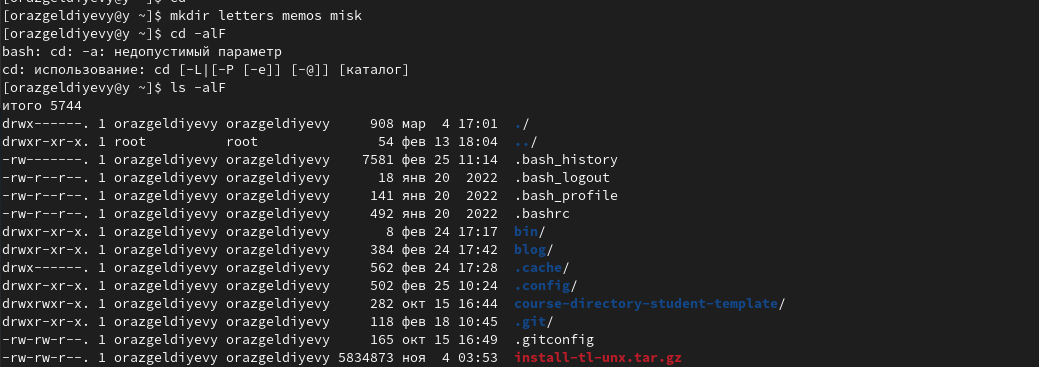 [orazgeldiyevy@y ~]$ cd
[orazgeldiyevy@y ~]$ mkdir letters memos misk
[orazgeldiyevy@y ~]$ cd -alF
bash: cd: -a: недопустимый параметр
cd: использование: cd [-L|[-P [-e]] [-@]] [каталог]
[orazgeldiyevy@y ~]$ ls -alF
итого 5744
drwx------. 1 orazgeldiyevy orazgeldiyevy     908 мар  4 17:01 ./
drwxr-xr-x. 1 root          root               54 фев 13 18:04 ../
-rw-------. 1 orazgeldiyevy orazgeldiyevy    7581 фев 25 11:14 .bash_history
-rw-r--r--. 1 orazgeldiyevy orazgeldiyevy      18 янв 20  2022 .bash_logout
-rw-r--r--. 1 orazgeldiyevy orazgeldiyevy     141 янв 20  2022 .bash_profile
-rw-r--r--. 1 orazgeldiyevy orazgeldiyevy     492 янв 20  2022 .bashrc
drwxr-xr-x. 1 orazgeldiyevy orazgeldiyevy       8 фев 24 17:17 bin/
drwxr-xr-x. 1 orazgeldiyevy orazgeldiyevy     384 фев 24 17:42 blog/
drwx------. 1 orazgeldiyevy orazgeldiyevy     562 фев 24 17:28 .cache/
drwxr-xr-x. 1 orazgeldiyevy orazgeldiyevy     502 фев 25 10:24 .config/
drwxrwxr-x. 1 orazgeldiyevy orazgeldiyevy     282 окт 15 16:44 course-directory-student-template/
drwxr-xr-x. 1 orazgeldiyevy orazgeldiyevy     118 фев 18 10:45 .git/
-rw-rw-r--. 1 orazgeldiyevy orazgeldiyevy     165 окт 15 16:49 .gitconfig
-rw-rw-r--. 1 orazgeldiyevy orazgeldiyevy 5834873 ноя  4 03:53 install-tl-unx.tar.gz